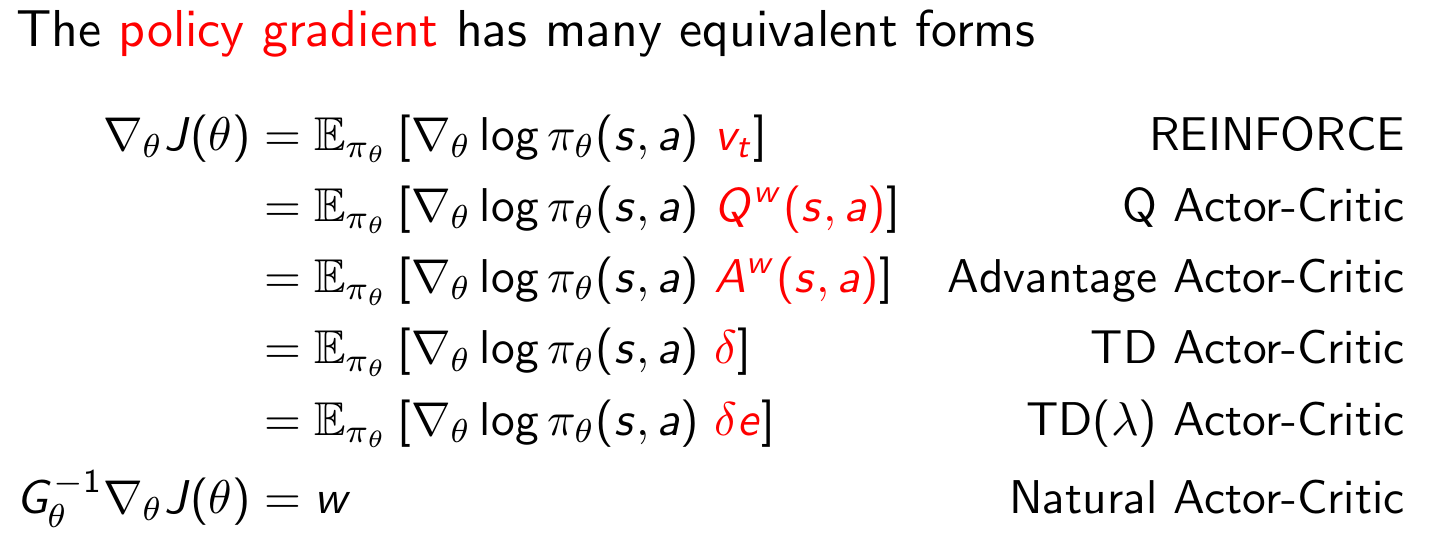 The policy gradient has many equivalent forms
∇θJ(θ) = 𝔼πθ [∇θ log πθ(s, a) vt] REINFORCE
= 𝔼πθ [∇θ log πθ(s, a) Qʷ(s, a)] Q Actor-Critic
= 𝔼πθ [∇θ log πθ(s, a) Aʷ(s, a)] Advantage Actor-Critic
= 𝔼πθ [∇θ log πθ(s, a) δ] TD Actor-Critic
= 𝔼πθ [∇θ log πθ(s, a) δe] TD(λ) Actor-Critic
Gθ⁻¹∇θJ(θ) = w Natural Actor-Critic